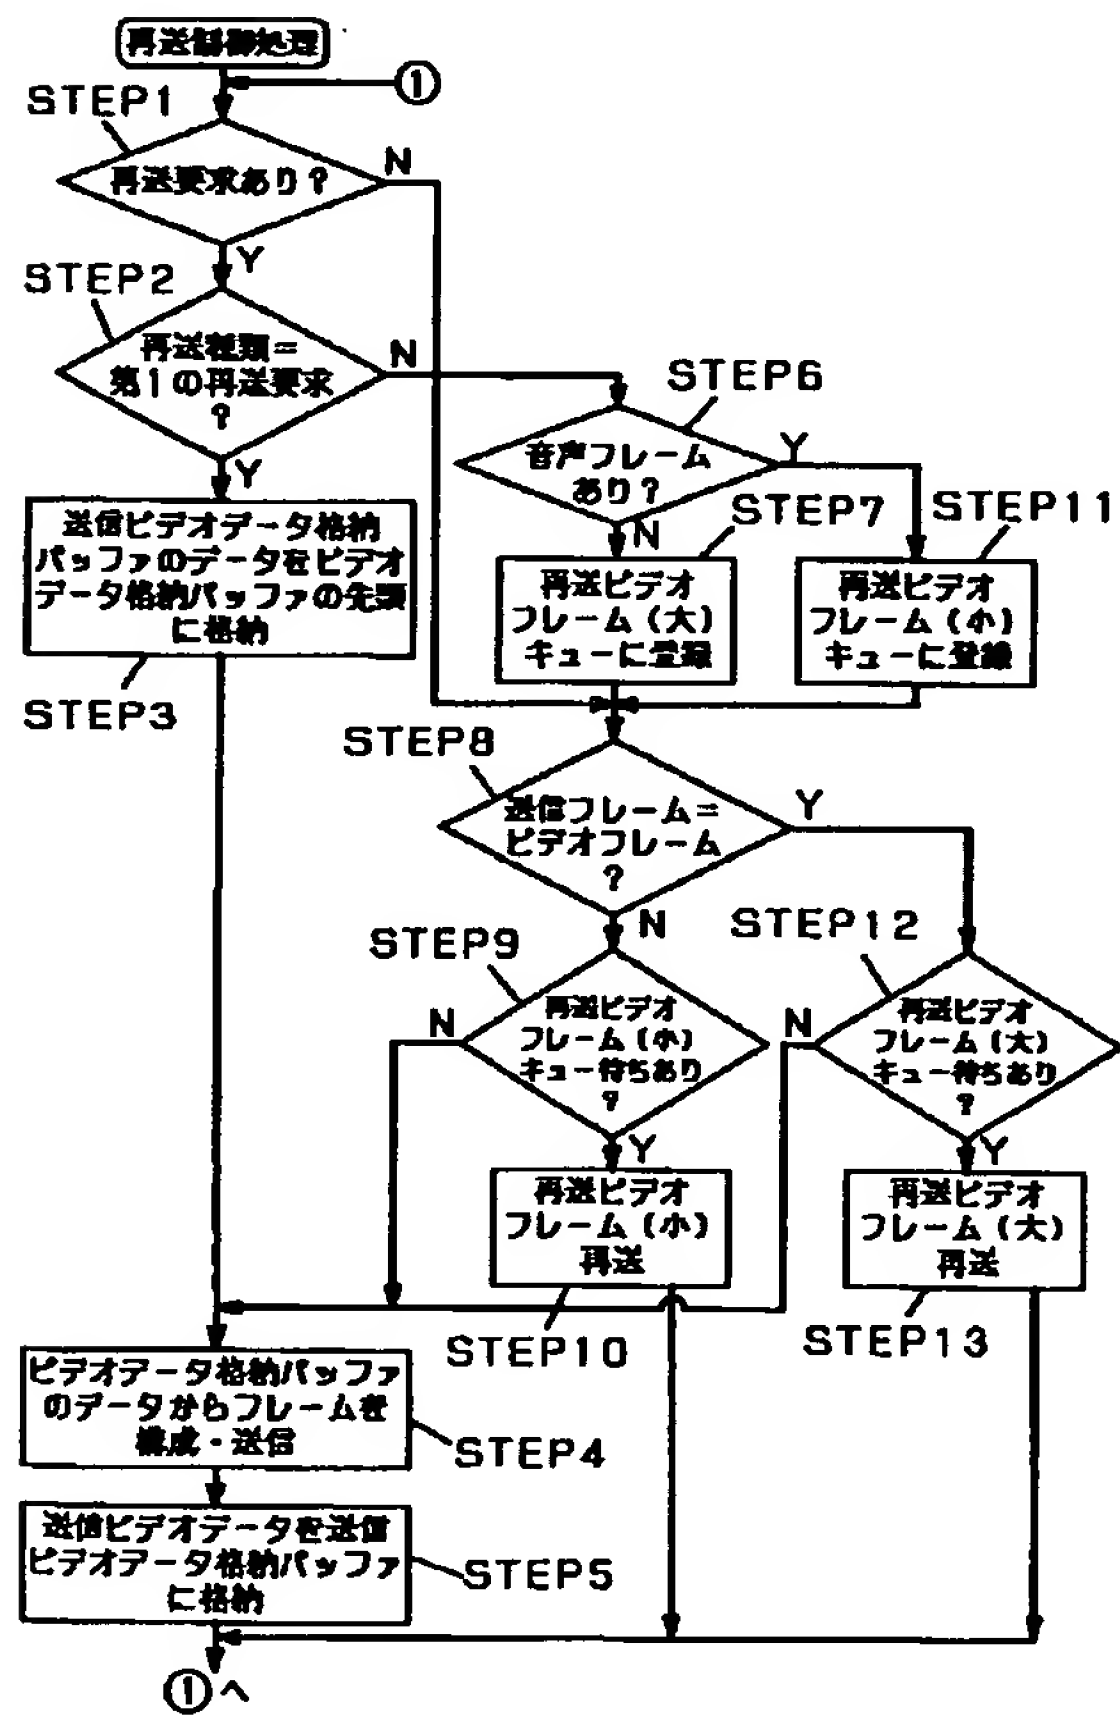 再送制御処理
①
STEP1
再送要求あり?
N
Y
STEP2
再送種類=
第1の再送要求
?
N
Y
STEP6
音声フレーム
あり?
Y
N
送信ビデオデータ格納
バッファのデータをビデオ
データ格納バッファの先頭
に格納
STEP3
STEP7
再送ビデオ
フレーム(大)
キューに登録
STEP11
再送ビデオ
フレーム(小)
キューに登録
STEP8
送信フレーム=
ビデオフレーム
?
Y
N
STEP9
再送ビデオ
フレーム(小)
キュー待ちあり
?
N
Y
STEP12
再送ビデオ
フレーム(大)
キュー待ちあり
?
N
Y
再送ビデオ
フレーム(小)
再送
STEP10
再送ビデオ
フレーム(大)
再送
STEP13
ビデオデータ格納バッファ
のデータからフレームを
構成・送信
STEP4
送信ビデオデータを送信
ビデオデータ格納バッファ
に格納
STEP5
①へ